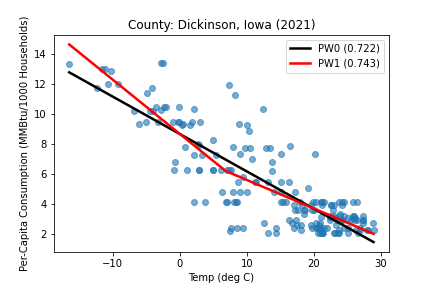 County: Dickinson, Iowa (2021)
Per-Capita Consumption (MMBtu/1000 Households)
14
12
10
8
6
4
2
PW0 (0.722)
PW1 (0.743)
−10
0
10
20
30
Temp (deg C)